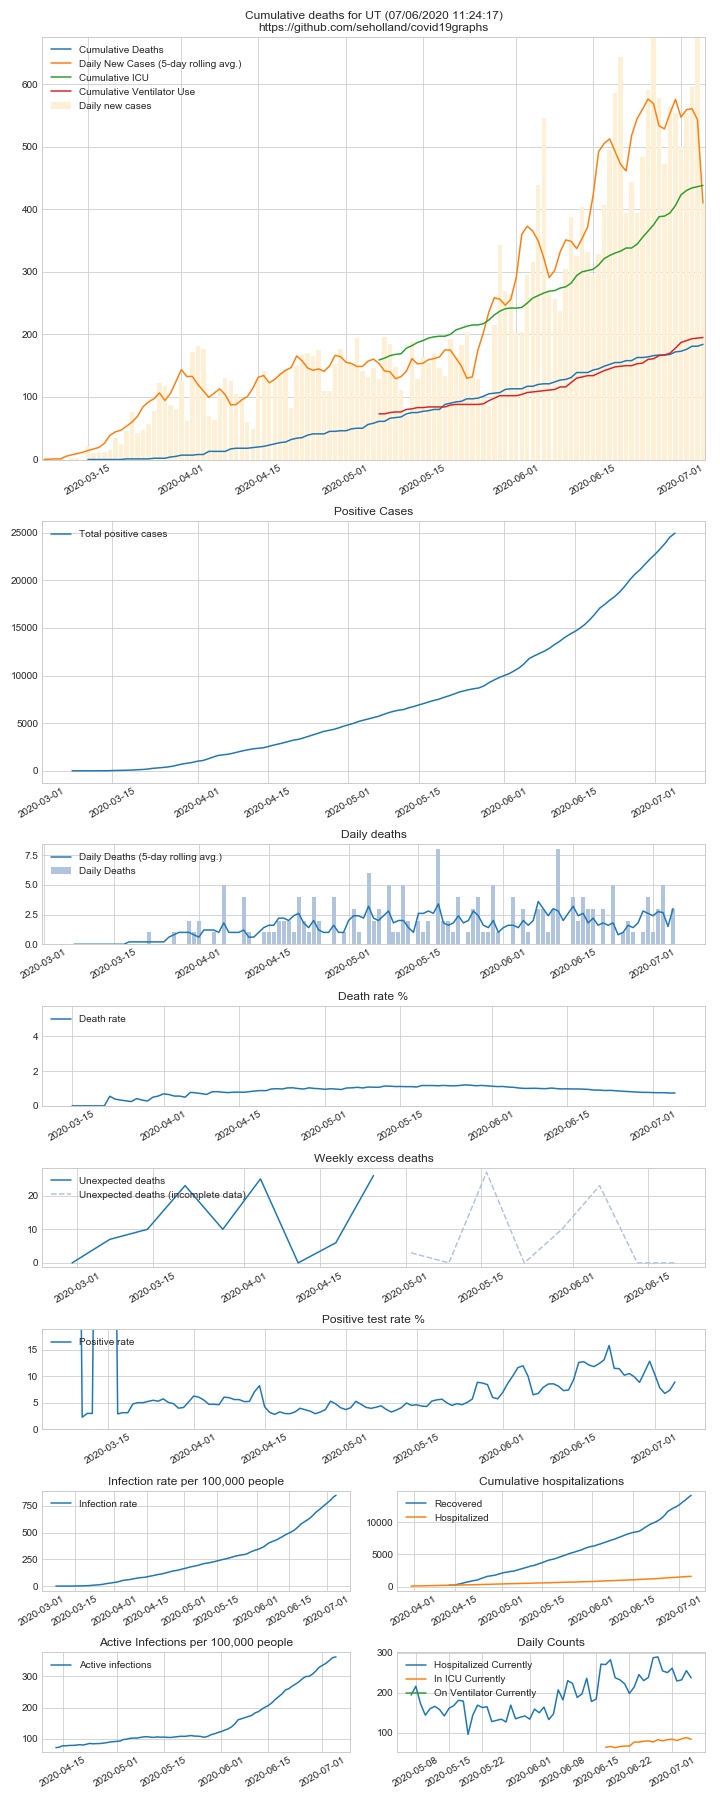 Cumulative deaths for UT (07/06/2020 11:24:17)
https://github.com/seholland/covid19graphs
Cumulative Deaths
Daily New Cases (5-day rolling avg.)
Cumulative ICU
Cumulative Ventilator Use
Daily new cases
600
500
400
300
200
100
0
2020-03-15 2020-04-01 2020-04-15 2020-05-01 2020-05-15 2020-06-01 2020-06-15 2020-07-01
Positive Cases
Total positive cases
25000
20000
15000
10000
5000
0
2020-03-01 2020-03-15 2020-04-01 2020-04-15 2020-05-01 2020-05-15 2020-06-01 2020-06-15 2020-07-01
Daily deaths
Daily Deaths (5-day rolling avg.)
Daily Deaths
7.5
5.0
2.5
0.0
2020-03-01 2020-03-15 2020-04-01 2020-04-15 2020-05-01 2020-05-15 2020-06-01 2020-06-15 2020-07-01
Death rate %
Death rate
4
2
0
2020-03-15 2020-04-01 2020-04-15 2020-05-01 2020-05-15 2020-06-01 2020-06-15 2020-07-01
Weekly excess deaths
Unexpected deaths
Unexpected deaths (incomplete data)
20
10
0
2020-03-01 2020-03-15 2020-04-01 2020-04-15 2020-05-01 2020-05-15 2020-06-01 2020-06-15
Positive test rate %
Positive rate
15
10
5
0
2020-03-15 2020-04-01 2020-04-15 2020-05-01 2020-05-15 2020-06-01 2020-06-15 2020-07-01
Infection rate per 100,000 people
Infection rate
750
500
250
0
2020-03-01 2020-03-15 2020-04-01 2020-04-15 2020-05-01 2020-05-15 2020-06-01 2020-06-15 2020-07-01
Cumulative hospitalizations
Recovered
Hospitalized
10000
5000
0
2020-04-01 2020-04-15 2020-05-01 2020-05-15 2020-06-01 2020-06-15 2020-07-01
Active Infections per 100,000 people
Active infections
300
200
100
2020-04-15 2020-05-01 2020-05-15 2020-06-01 2020-06-15 2020-07-01
Daily Counts
Hospitalized Currently
In ICU Currently
On Ventilator Currently
300
200
100
2020-05-08 2020-05-15 2020-05-22 2020-06-01 2020-06-08 2020-06-15 2020-06-22 2020-07-01